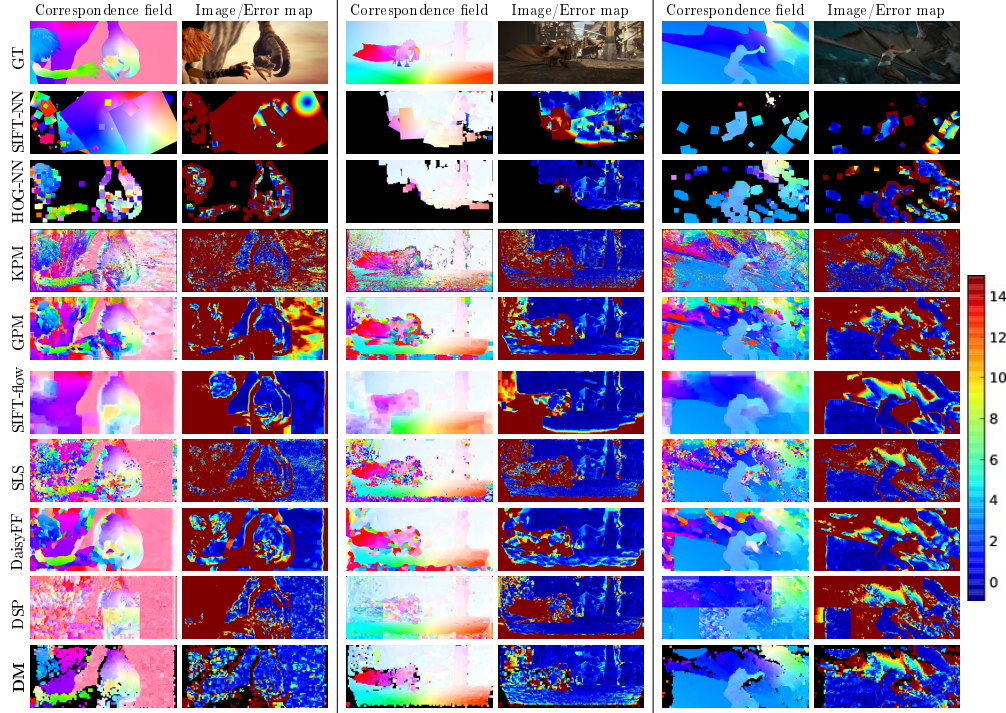 Correspondence field Image/Error map Correspondence field Image/Error map Correspondence field Image/Error map
GT
SIFT-NN
HOG-NN
KPM
GPM
SIFT-flow
SLS
DaisyFF
DSP
DM
14
12
10
8
6
4
2
0